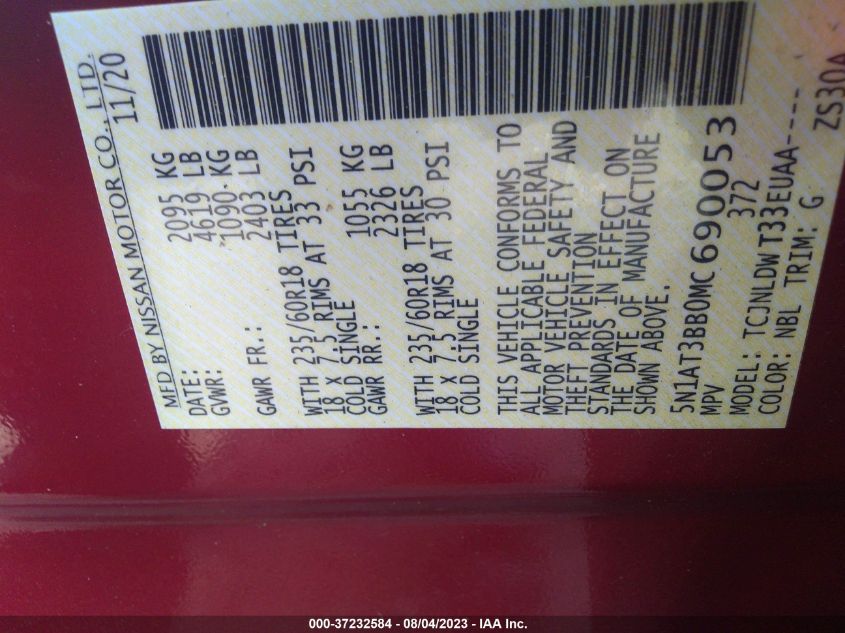 MFD BY NISSAN MOTOR CO., LTD.
DATE: 11/20
GVWR: 2095 KG
4619 LB
GAWR FR.: 1090 KG
2403 LB
WITH 235/60R18 TIRES
18 X 7.5 RIMS AT 33 PSI
COLD SINGLE
GAWR RR.: 1055 KG
2326 LB
WITH 235/60R18 TIRES
18 X 7.5 RIMS AT 30 PSI
COLD SINGLE
THIS VEHICLE CONFORMS TO
ALL APPLICABLE FEDERAL
MOTOR VEHICLE SAFETY AND
THEFT PREVENTION
STANDARDS IN EFFECT ON
THE DATE OF MANUFACTURE
SHOWN ABOVE.
5N1AT3BB0MC690053
MPV 372
MODEL: TCJNLDW T33EUAA-----
COLOR: NBL TRIM: G ZS30A
000-37232584 - 08/04/2023 - IAA Inc.